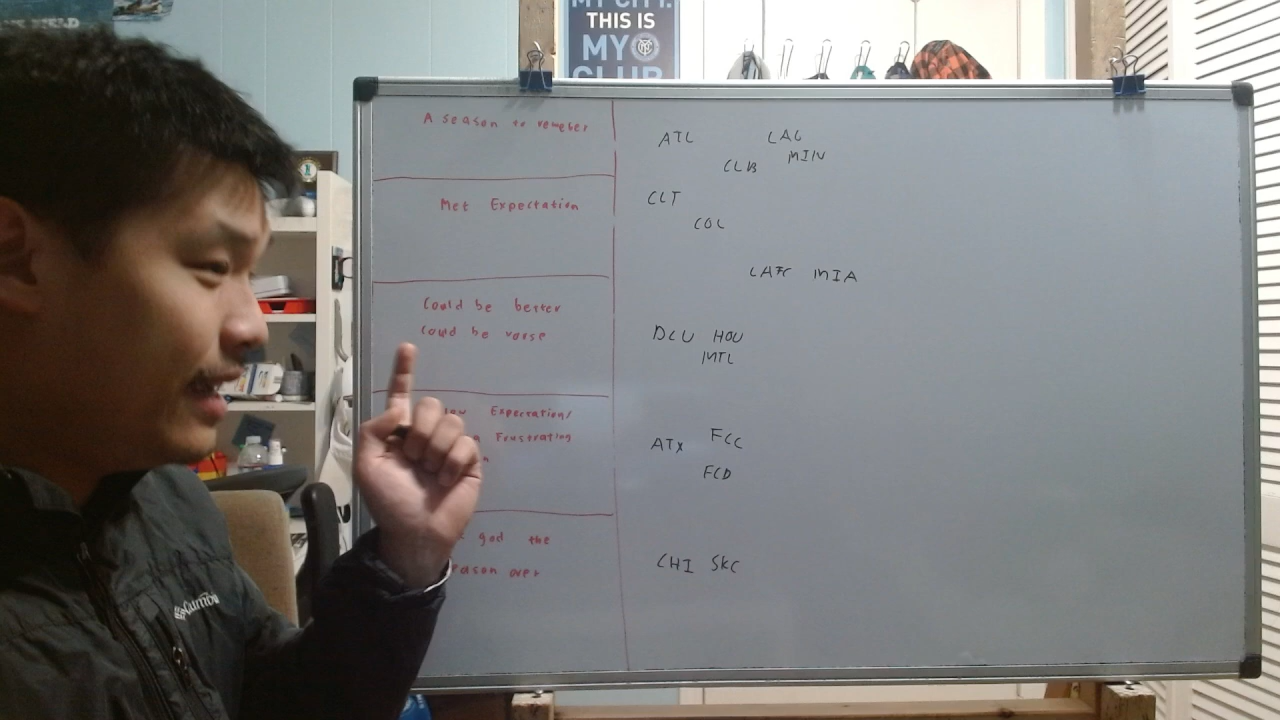 MY CITY.
THIS IS
MY
CLUB
A season to remeber
ATL LAG
CLB MIN
Met Expectation
CLT
COL
LAFC MIA
Could be better
Could be worse
DCU HOU
MTL
Expectation/
Frustrating
ATX FCC
FCD
god the
eason over
CHI SKC
Columbia